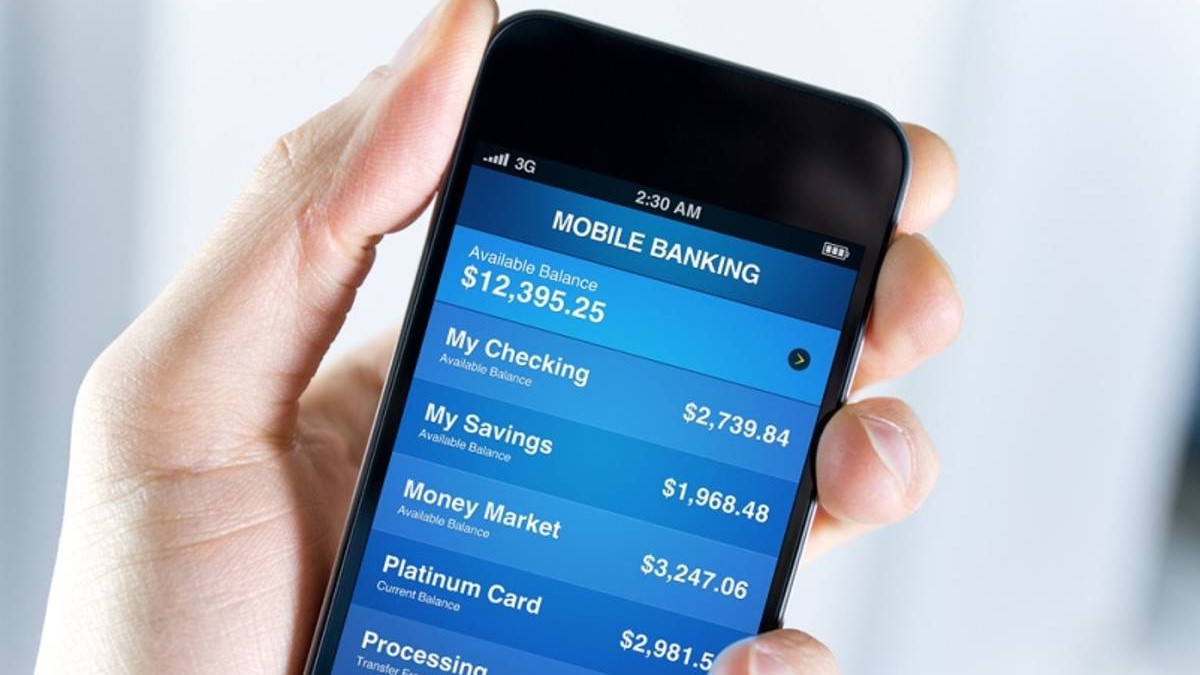 3G
2:30 AM
MOBILE BANKING
Available Balance
$12,395.25
My Checking
Available Balance
$2,739.84
My Savings
Available Balance
$1,968.48
Money Market
Available Balance
$3,247.06
Platinum Card
Current Balance
$2,981.5
Processing
Transfer